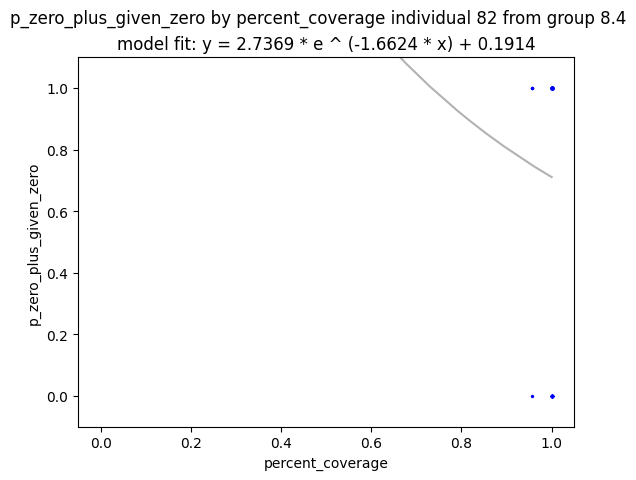 p_zero_plus_given_zero by percent_coverage individual 82 from group 8.4
model fit: y = 2.7369 * e ^ (-1.6624 * x) + 0.1914
1.0
0.8
0.6
0.4
0.2
0.0
p_zero_plus_given_zero
0.0 0.2 0.4 0.6 0.8 1.0
percent_coverage